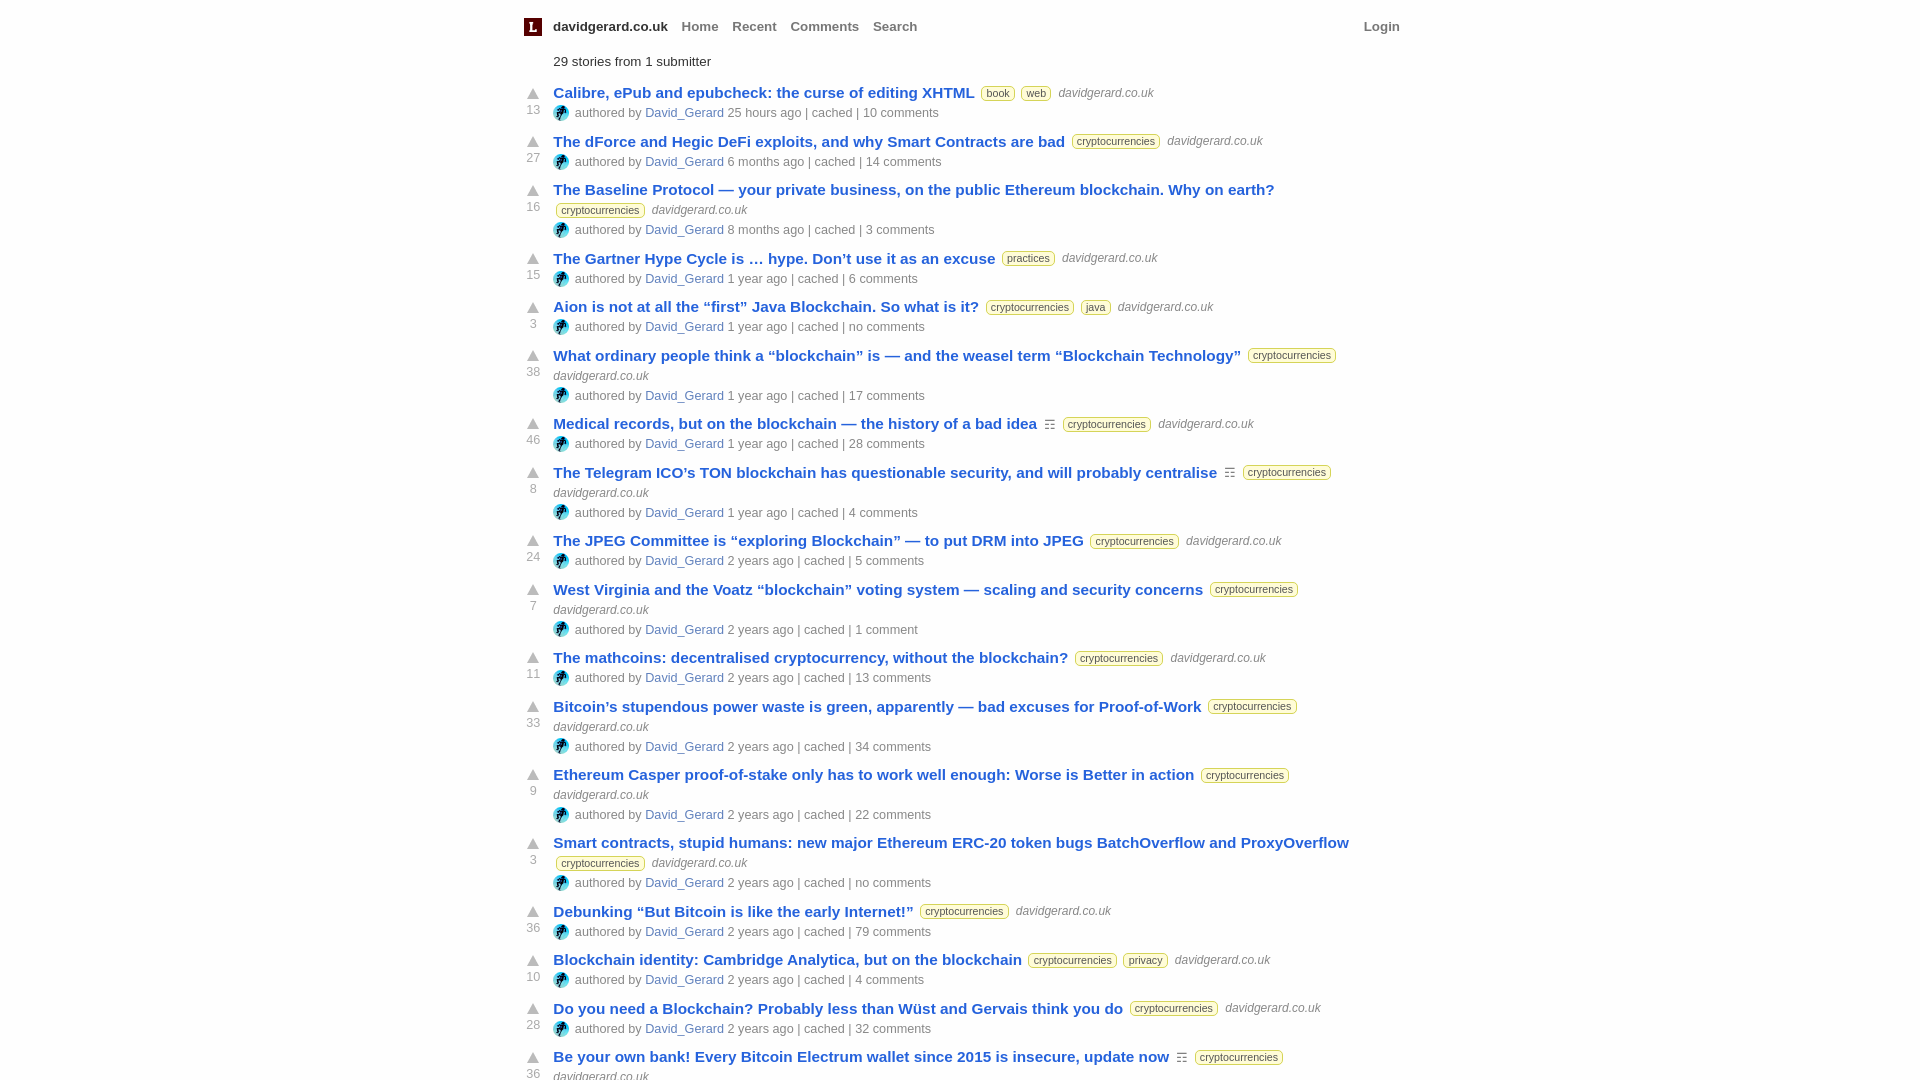 L davidgerard.co.uk Home Recent Comments Search Login
29 stories from 1 submitter
Calibre, ePub and epubcheck: the curse of editing XHTML book web davidgerard.co.uk
13 authored by David_Gerard 25 hours ago | cached | 10 comments
The dForce and Hegic DeFi exploits, and why Smart Contracts are bad cryptocurrencies davidgerard.co.uk
27 authored by David_Gerard 6 months ago | cached | 14 comments
The Baseline Protocol — your private business, on the public Ethereum blockchain. Why on earth?
16 cryptocurrencies davidgerard.co.uk
authored by David_Gerard 8 months ago | cached | 3 comments
The Gartner Hype Cycle is … hype. Don’t use it as an excuse practices davidgerard.co.uk
15 authored by David_Gerard 1 year ago | cached | 6 comments
Aion is not at all the “first” Java Blockchain. So what is it? cryptocurrencies java davidgerard.co.uk
3 authored by David_Gerard 1 year ago | cached | no comments
What ordinary people think a “blockchain” is — and the weasel term “Blockchain Technology” cryptocurrencies
38 davidgerard.co.uk
authored by David_Gerard 1 year ago | cached | 17 comments
Medical records, but on the blockchain — the history of a bad idea ☶ cryptocurrencies davidgerard.co.uk
46 authored by David_Gerard 1 year ago | cached | 28 comments
The Telegram ICO’s TON blockchain has questionable security, and will probably centralise ☶ cryptocurrencies
8 davidgerard.co.uk
authored by David_Gerard 1 year ago | cached | 4 comments
The JPEG Committee is “exploring Blockchain” — to put DRM into JPEG cryptocurrencies davidgerard.co.uk
24 authored by David_Gerard 2 years ago | cached | 5 comments
West Virginia and the Voatz “blockchain” voting system — scaling and security concerns cryptocurrencies
7 davidgerard.co.uk
authored by David_Gerard 2 years ago | cached | 1 comment
The mathcoins: decentralised cryptocurrency, without the blockchain? cryptocurrencies davidgerard.co.uk
11 authored by David_Gerard 2 years ago | cached | 13 comments
Bitcoin’s stupendous power waste is green, apparently — bad excuses for Proof-of-Work cryptocurrencies
33 davidgerard.co.uk
authored by David_Gerard 2 years ago | cached | 34 comments
Ethereum Casper proof-of-stake only has to work well enough: Worse is Better in action cryptocurrencies
9 davidgerard.co.uk
authored by David_Gerard 2 years ago | cached | 22 comments
Smart contracts, stupid humans: new major Ethereum ERC-20 token bugs BatchOverflow and ProxyOverflow
3 cryptocurrencies davidgerard.co.uk
authored by David_Gerard 2 years ago | cached | no comments
Debunking “But Bitcoin is like the early Internet!” cryptocurrencies davidgerard.co.uk
36 authored by David_Gerard 2 years ago | cached | 79 comments
Blockchain identity: Cambridge Analytica, but on the blockchain cryptocurrencies privacy davidgerard.co.uk
10 authored by David_Gerard 2 years ago | cached | 4 comments
Do you need a Blockchain? Probably less than Wüst and Gervais think you do cryptocurrencies davidgerard.co.uk
28 authored by David_Gerard 2 years ago | cached | 32 comments
Be your own bank! Every Bitcoin Electrum wallet since 2015 is insecure, update now ☶ cryptocurrencies
36 davidgerard.co.uk